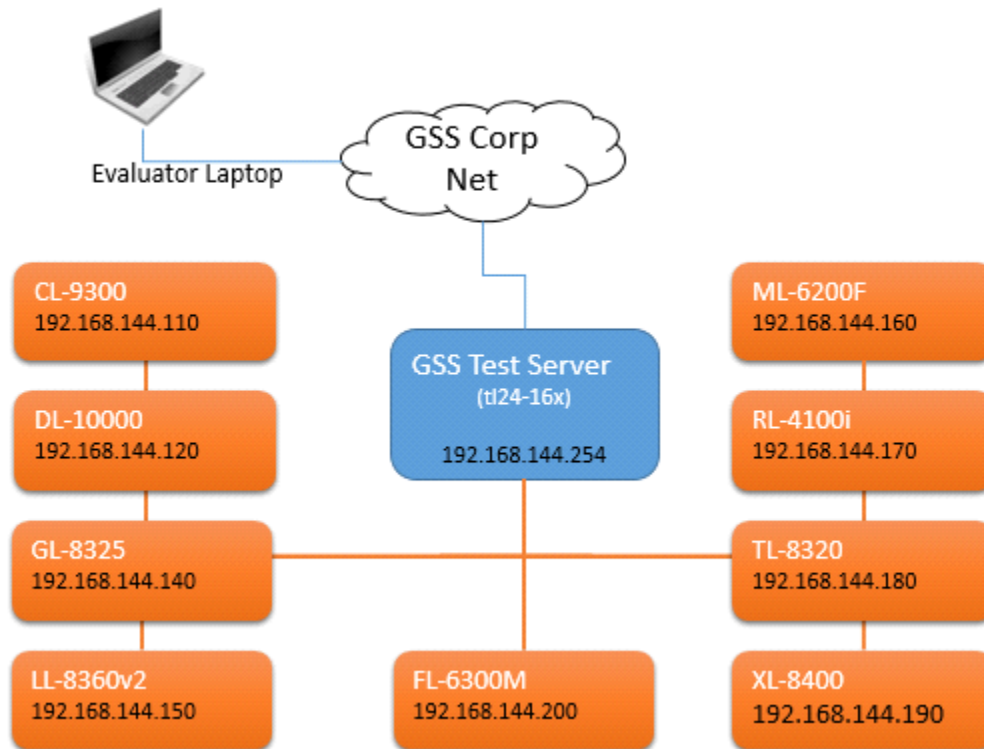 Evaluator Laptop
GSS Corp
Net
CL-9300
192.168.144.110
DL-10000
192.168.144.120
GL-8325
192.168.144.140
LL-8360v2
192.168.144.150
GSS Test Server
(tl24-16x)
192.168.144.254
FL-6300M
192.168.144.200
ML-6200F
192.168.144.160
RL-4100i
192.168.144.170
TL-8320
192.168.144.180
XL-8400
192.168.144.190